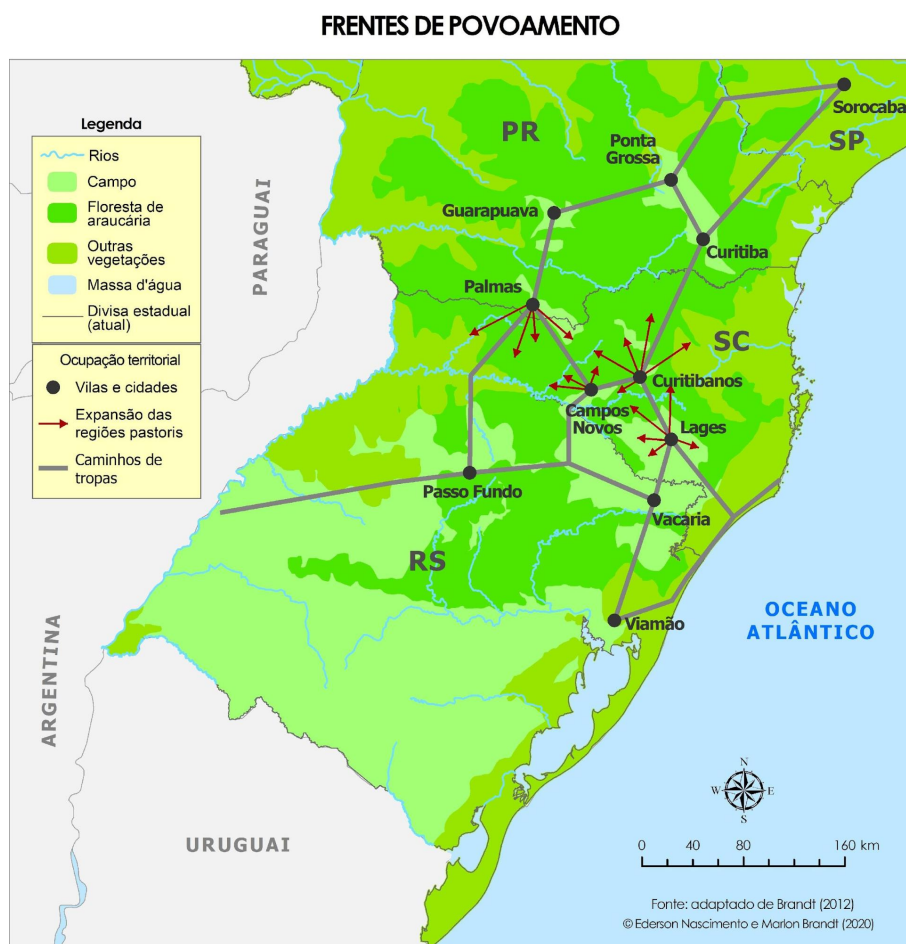 FRENTES DE POVOAMENTO
Legenda
Rios
Campo
Floresta de
araucária
Outras
vegetações
Massa d'água
Divisa estadual
(atual)
Ocupação territorial
Vilas e cidades
Expansão das
regiões pastoris
Caminhos de
tropas
PARAGUAI
PR
SP
Sorocaba
Ponta
Grossa
Guarapuava
Curitiba
Palmas
SC
Curitibanos
Campos
Novos
Lages
Passo Fundo
Vacaria
RS
Viamão
OCEANO
ATLÂNTICO
ARGENTINA
URUGUAI
N
W
E
S
0 40 80 160 km
Fonte: adaptado de Brandt (2012)
© Ederson Nascimento e Marlon Brandt (2020)